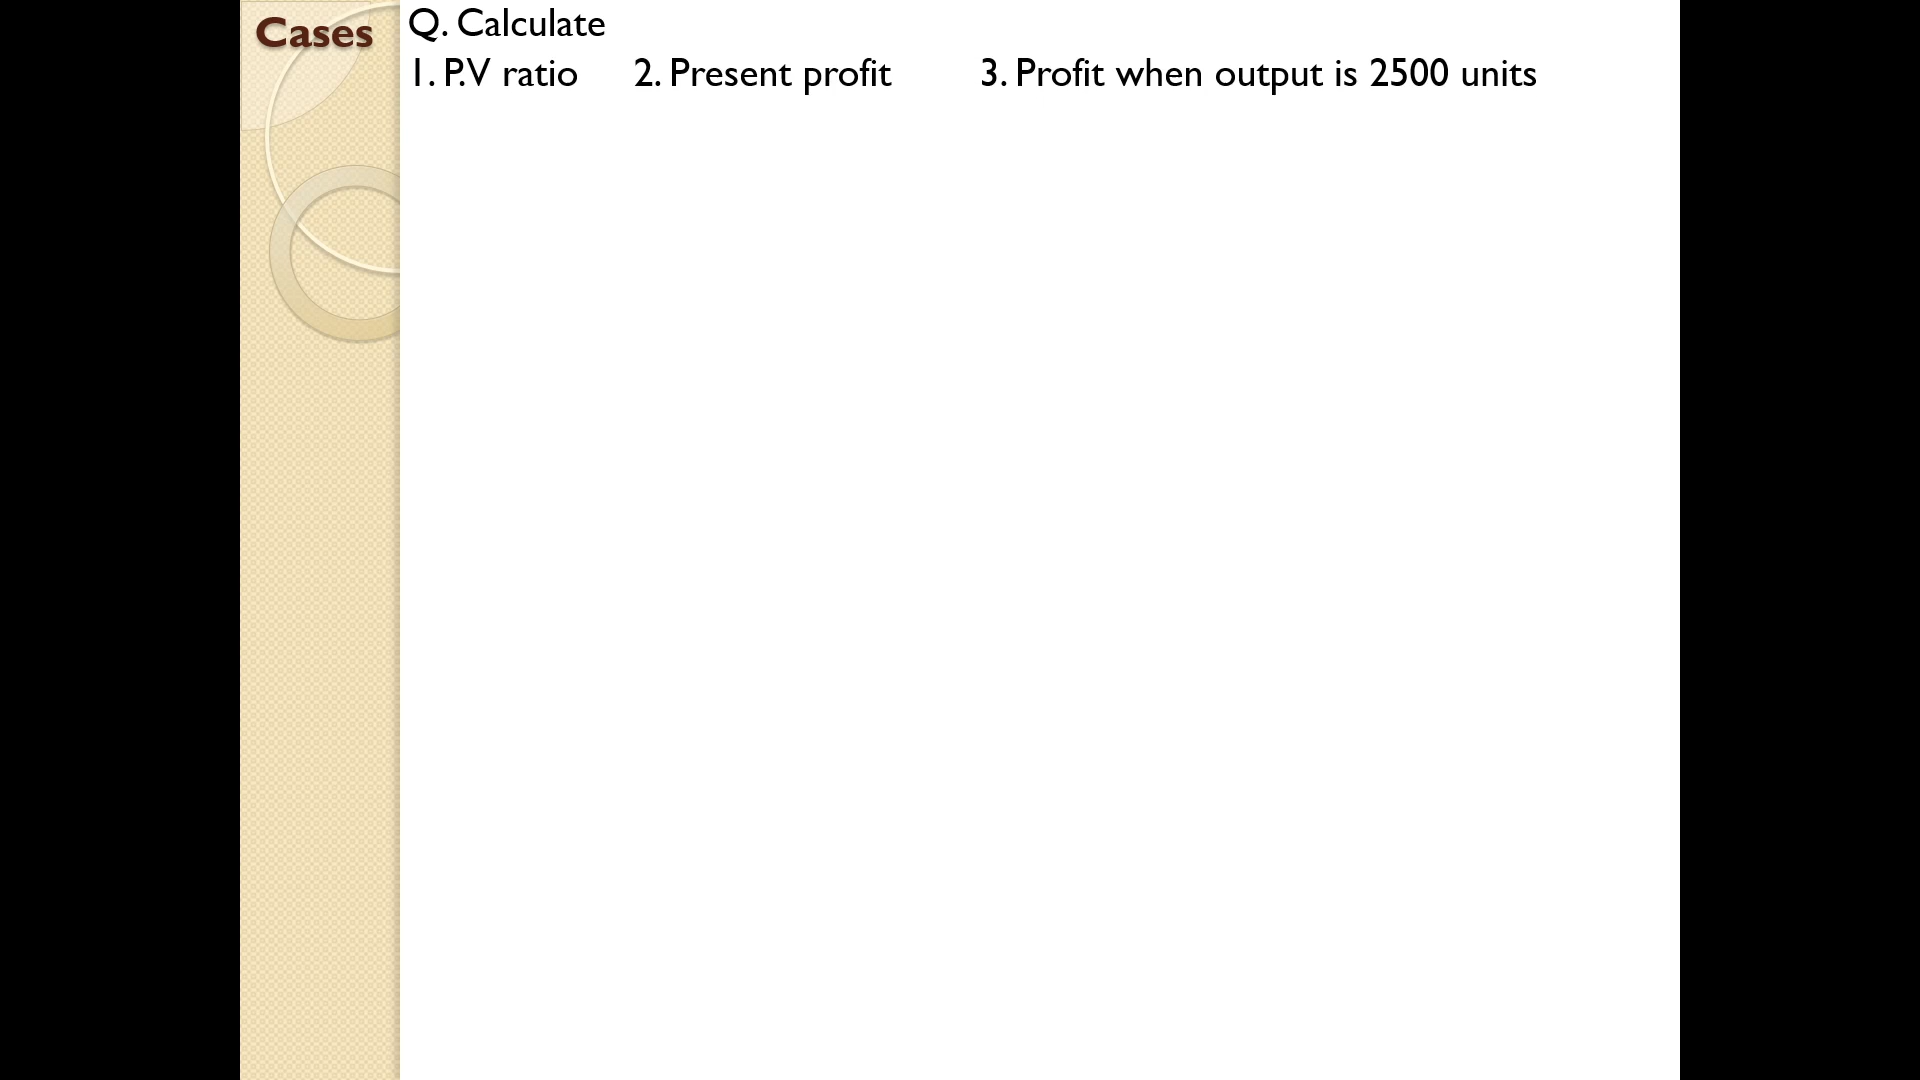 Cases
Q. Calculate
1. P.V ratio 2. Present profit 3. Profit when output is 2500 units